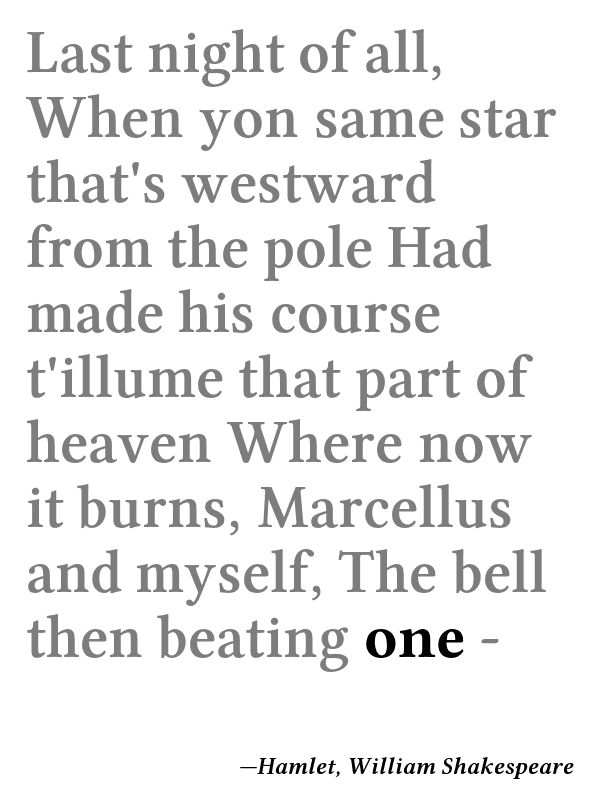 Last night of all,
When yon same star
that's westward
from the pole Had
made his course
t'illume that part of
heaven Where now
it burns, Marcellus
and myself, The bell
then beating one -
—Hamlet, William Shakespeare